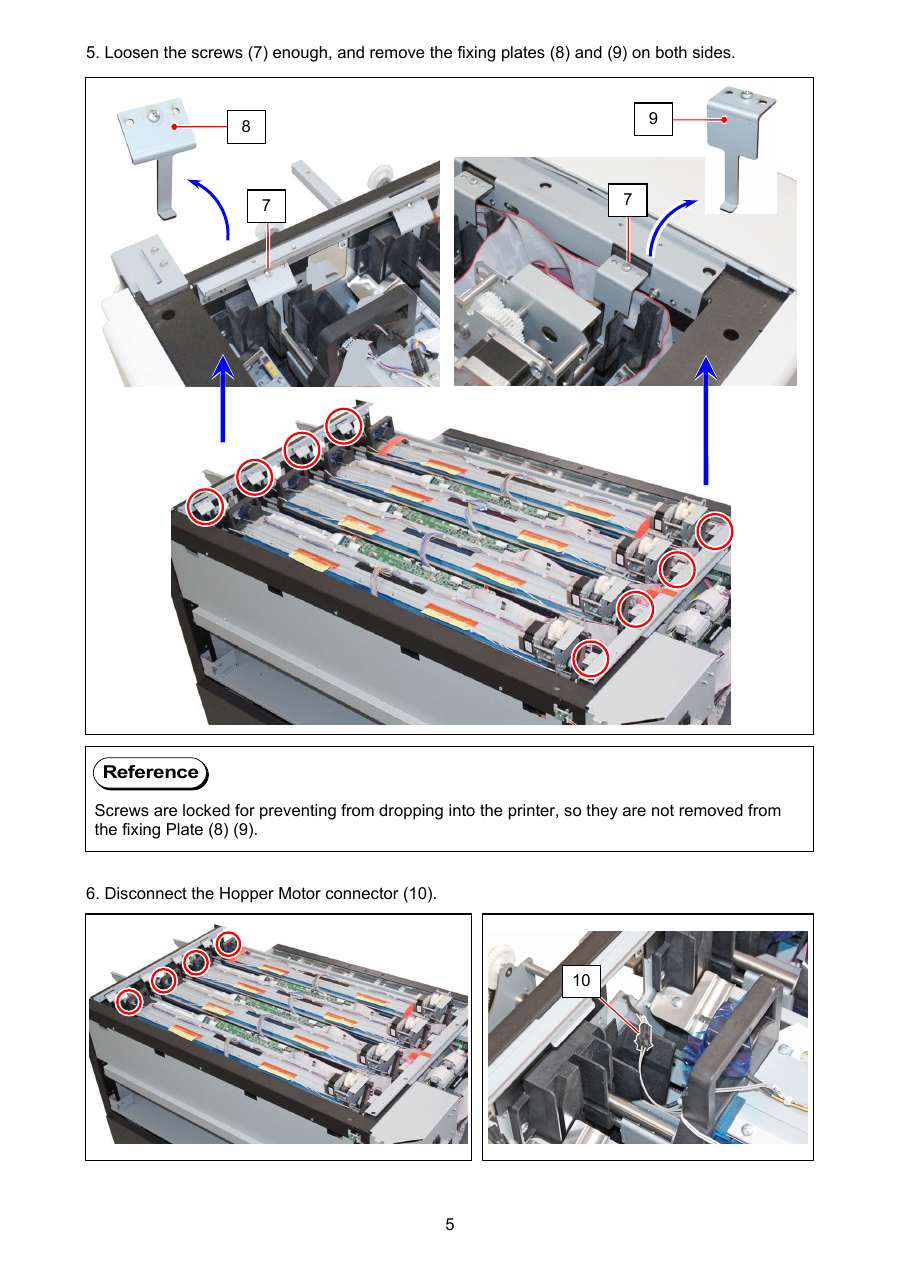 5. Loosen the screws (7) enough, and remove the fixing plates (8) and (9) on both sides.
8
9
7
7
Reference
Screws are locked for preventing from dropping into the printer, so they are not removed from
the fixing Plate (8) (9).
6. Disconnect the Hopper Motor connector (10).
10
5